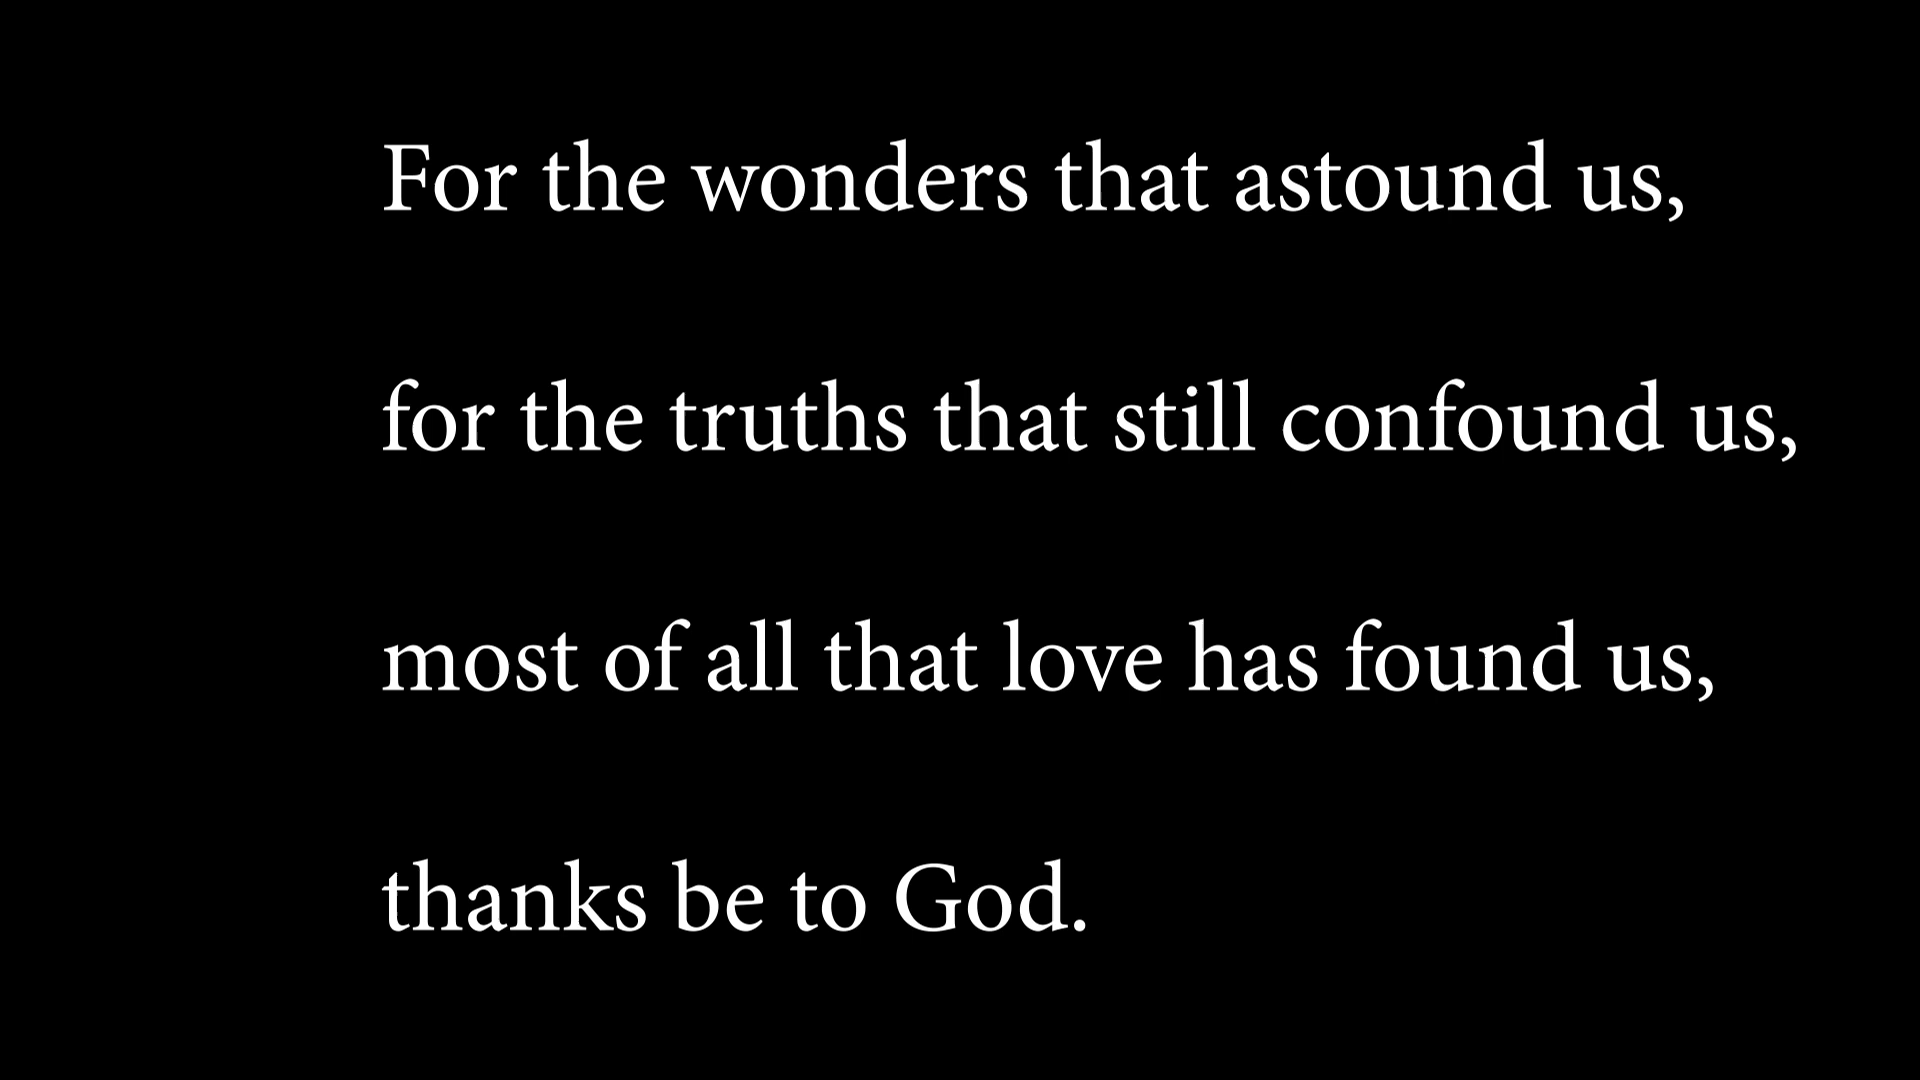 For the wonders that astound us,
for the truths that still confound us,
most of all that love has found us,
thanks be to God.